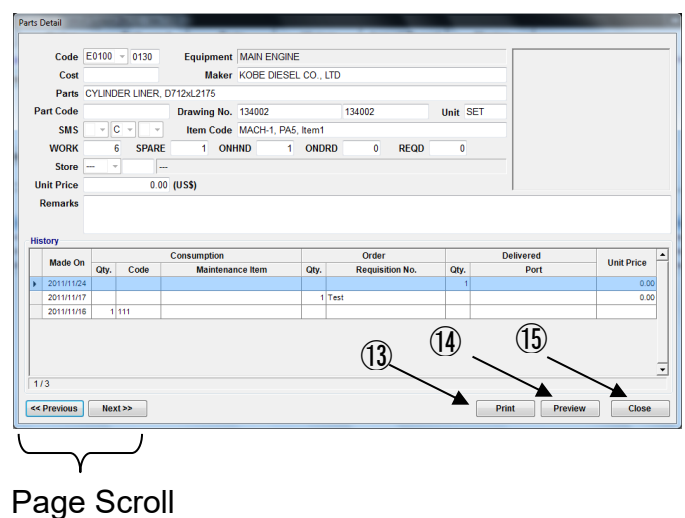 Parts Detail
Code E0100 0130 Equipment MAIN ENGINE
Cost Maker KOBE DIESEL CO., LTD
Parts CYLINDER LINER, D712xL2175
Part Code Drawing No. 134002 134002 Unit SET
SMS C Item Code MACH-1, PA5, Item1
WORK 6 SPARE 1 ONHND 1 ONDRD 0 REQD 0
Store --- ---
Unit Price 0.00 (US$)
Remarks
History
Made On Consumption Order Delivered Unit Price
Qty. Code Maintenance Item Qty. Requisition No. Qty. Port
2011/11/24 1 0.00
2011/11/17 1 Test 0.00
2011/11/16 1 111
⑬ ⑭ ⑮
1 / 3
<< Previous Next >> Print Preview Close
Page Scroll